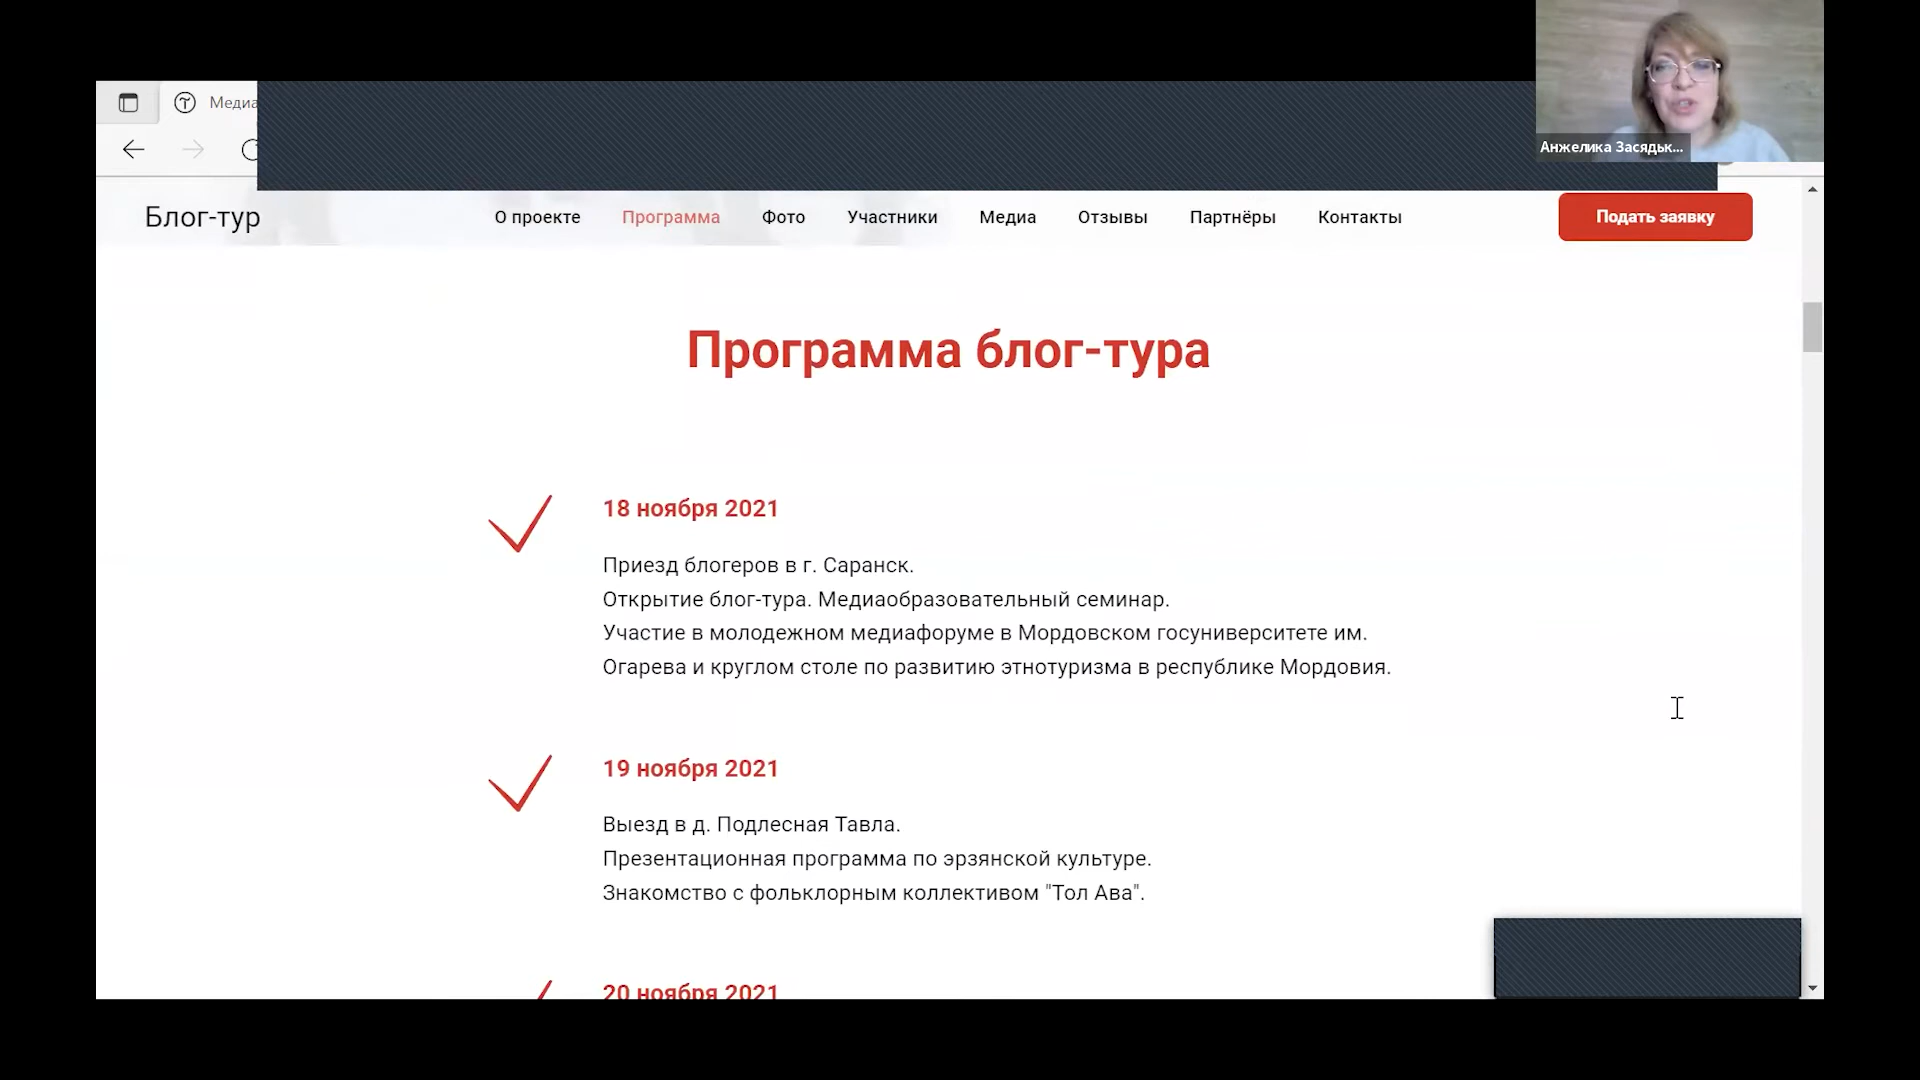 Медиа
Анжелика Засядьк...
Блог-тур
О проекте
Программа
Фото
Участники
Медиа
Отзывы
Партнёры
Контакты
Подать заявку
Программа блог-тура
18 ноября 2021
Приезд блогеров в г. Саранск.
Открытие блог-тура. Медиаобразовательный семинар.
Участие в молодежном медиафоруме в Мордовском госуниверситете им.
Огарева и круглом столе по развитию этнотуризма в республике Мордовия.
19 ноября 2021
Выезд в д. Подлесная Тавла.
Презентационная программа по эрзянской культуре.
Знакомство с фольклорным коллективом "Тол Ава".
20 ноября 2021